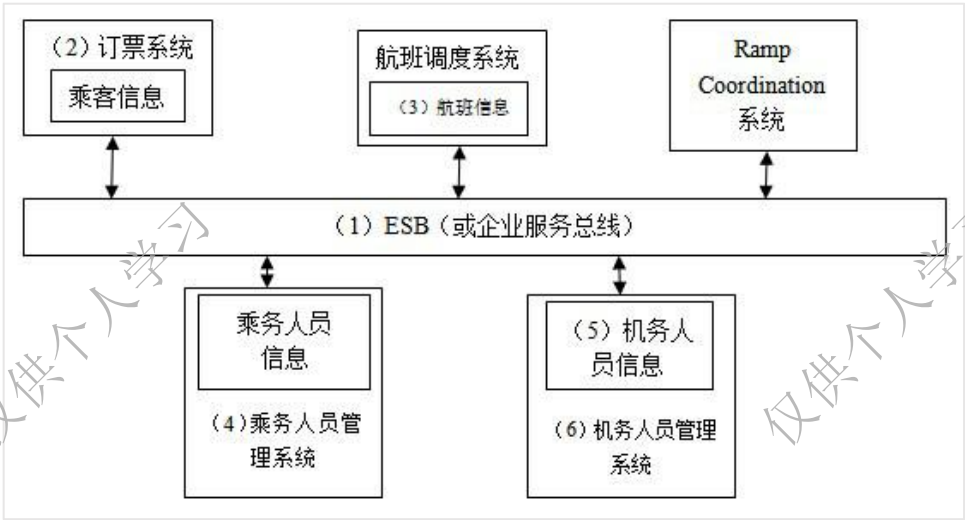 （2）订票系统
乘客信息
航班调度系统
（3）航班信息
Ramp
Coordination
系统
（1）ESB（或企业服务总线）
乘务人员
信息
（4）乘务人员管
理系统
（5）机务人
员信息
（6）机务人员管理
系统
仅供个人学习
仅供个人学习